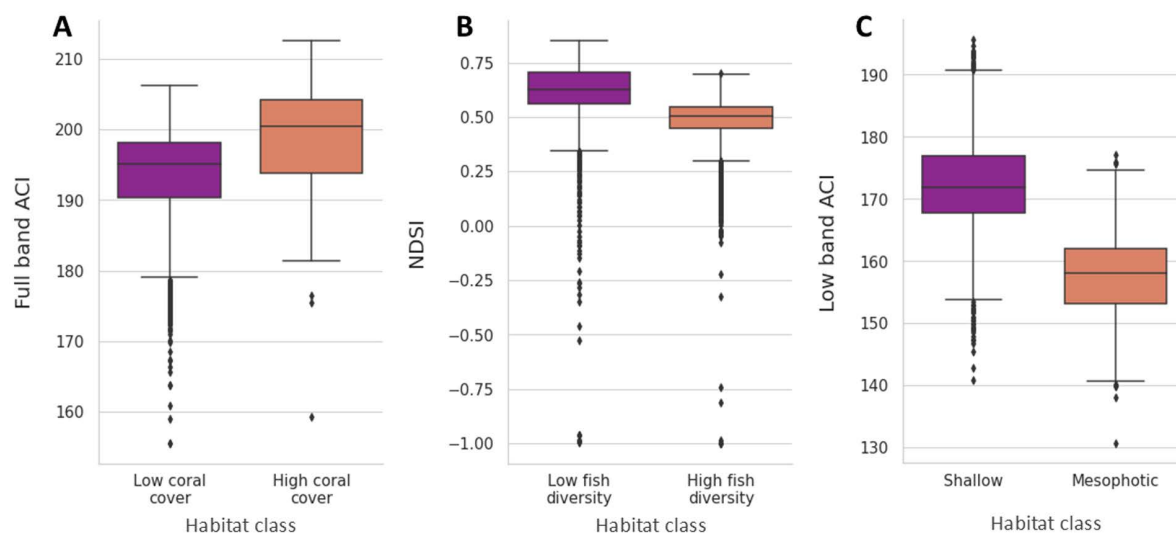 A
Full band ACI
210
200
190
180
170
160
Low coral
cover
High coral
cover
Habitat class
B
NDSI
0.75
0.50
0.25
0.00
−0.25
−0.50
−0.75
−1.00
Low fish
diversity
High fish
diversity
Habitat class
C
Low band ACI
190
180
170
160
150
140
130
Shallow
Mesophotic
Habitat class